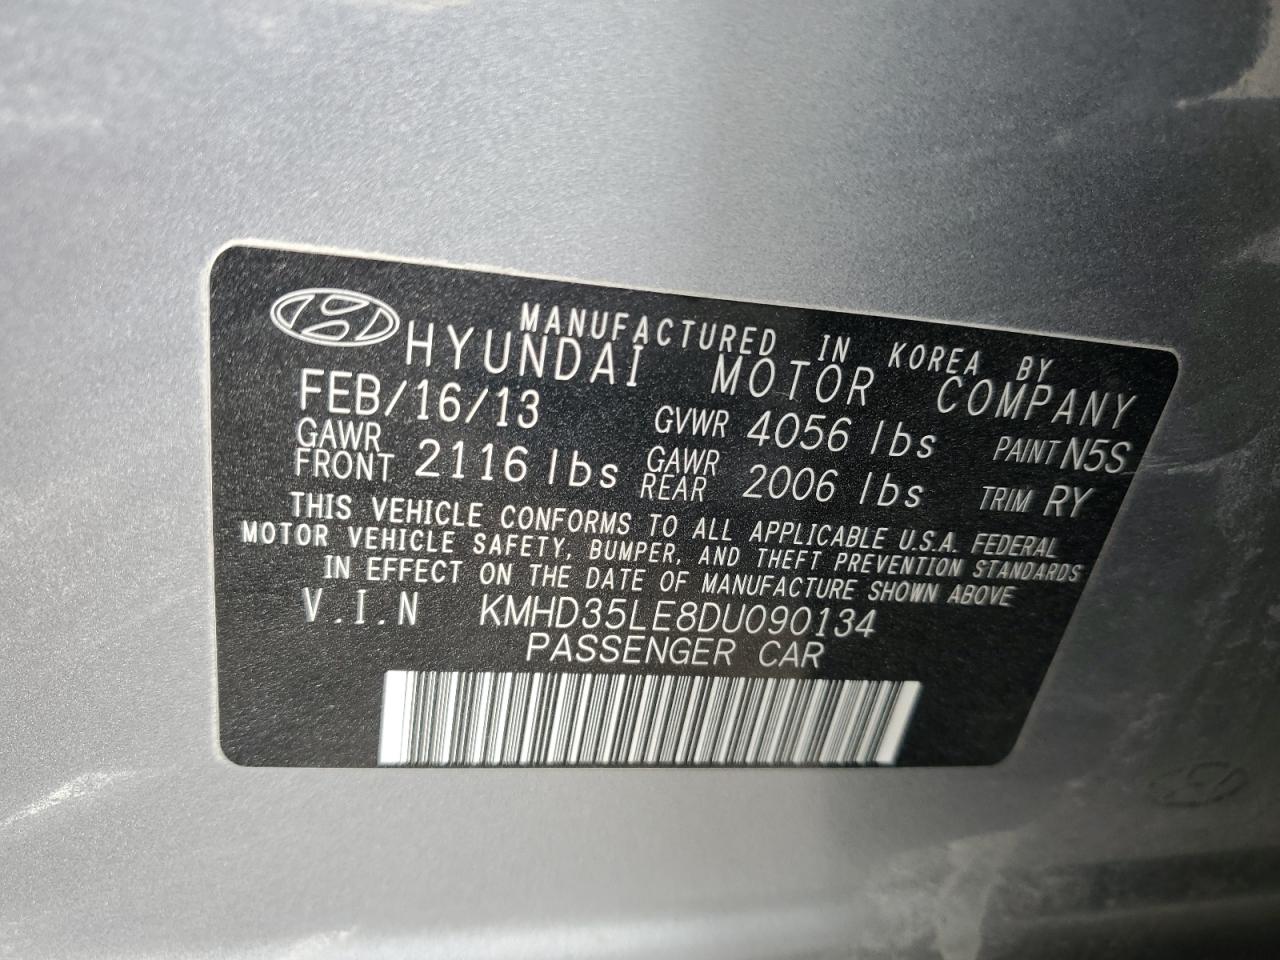 MANUFACTURED IN KOREA BY
HYUNDAI MOTOR COMPANY
FEB/16/13 GVWR 4056 lbs PAINT N5S
GAWR FRONT 2116 lbs GAWR REAR 2006 lbs TRIM RY
THIS VEHICLE CONFORMS TO ALL APPLICABLE U.S.A. FEDERAL
MOTOR VEHICLE SAFETY, BUMPER, AND THEFT PREVENTION STANDARDS
IN EFFECT ON THE DATE OF MANUFACTURE SHOWN ABOVE
V.I.N KMHD35LE8DU090134
PASSENGER CAR